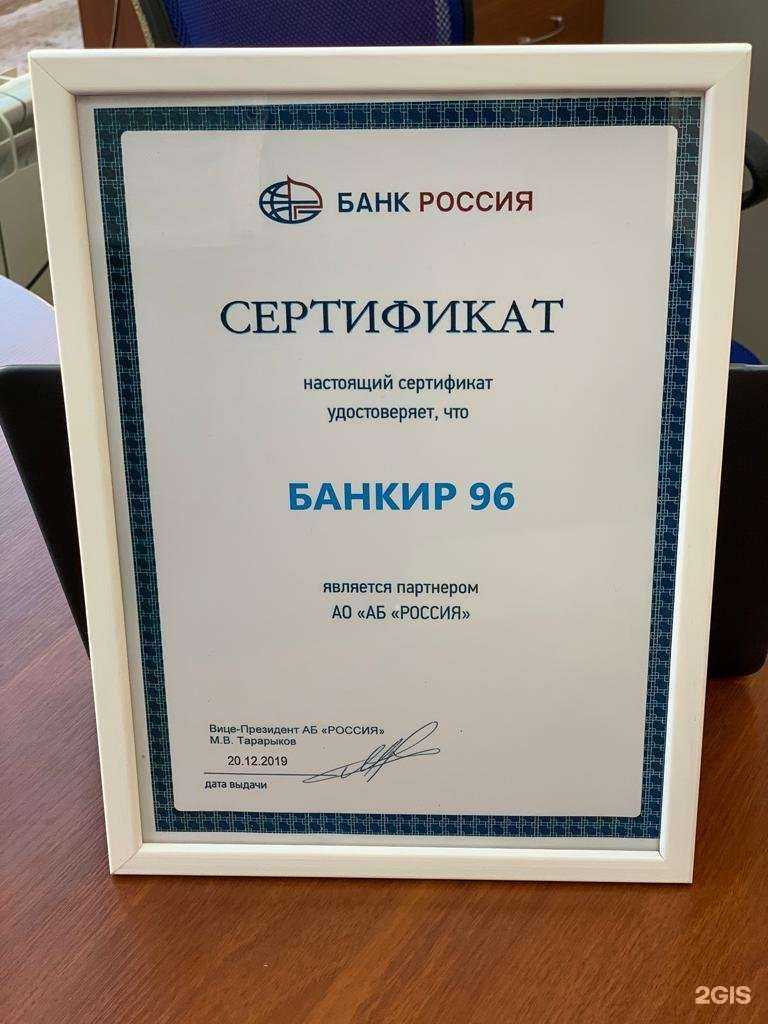 БАНК РОССИЯ
СЕРТИФИКАТ
настоящий сертификат
удостоверяет, что
БАНКИР 96
является партнером
АО «АБ «РОССИЯ»
Вице-Президент АБ «РОССИЯ»
М.В. Тарарыков
20.12.2019
дата выдачи
2GIS